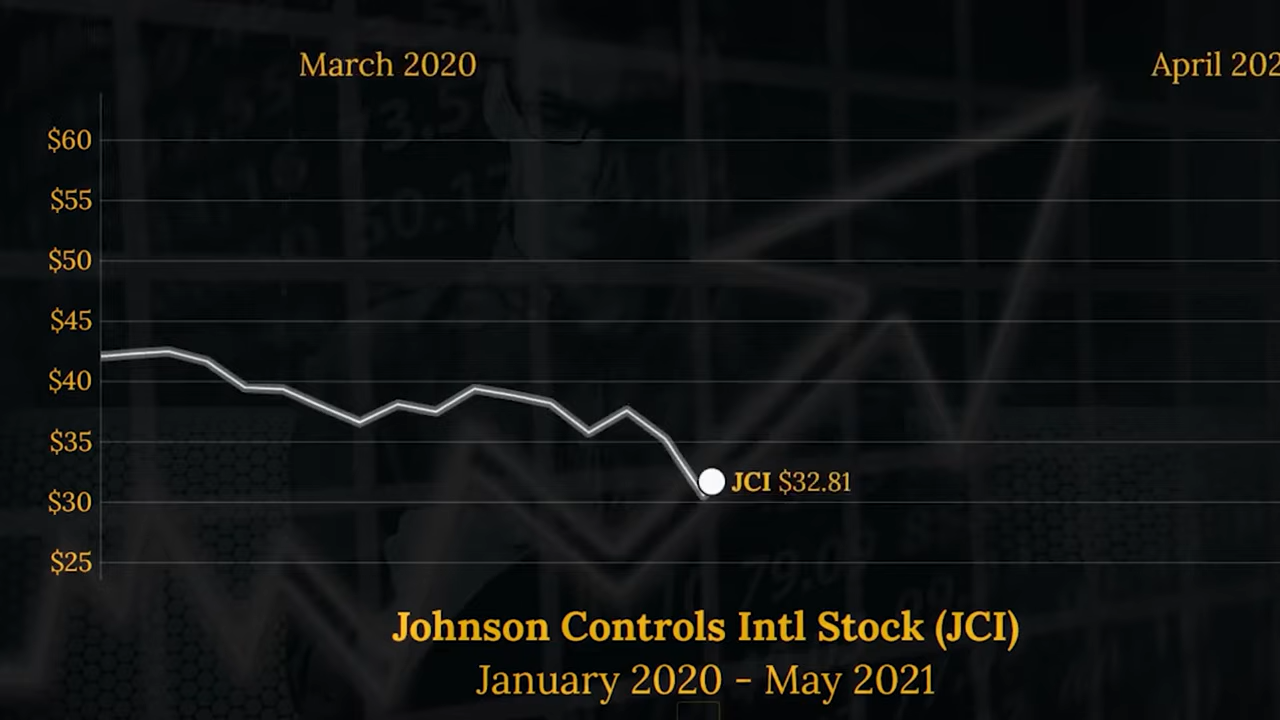 March 2020
April 202
$60
$55
$50
$45
$40
$35
$30
$25
JCI $32.81
Johnson Controls Intl Stock (JCI)
January 2020 - May 2021